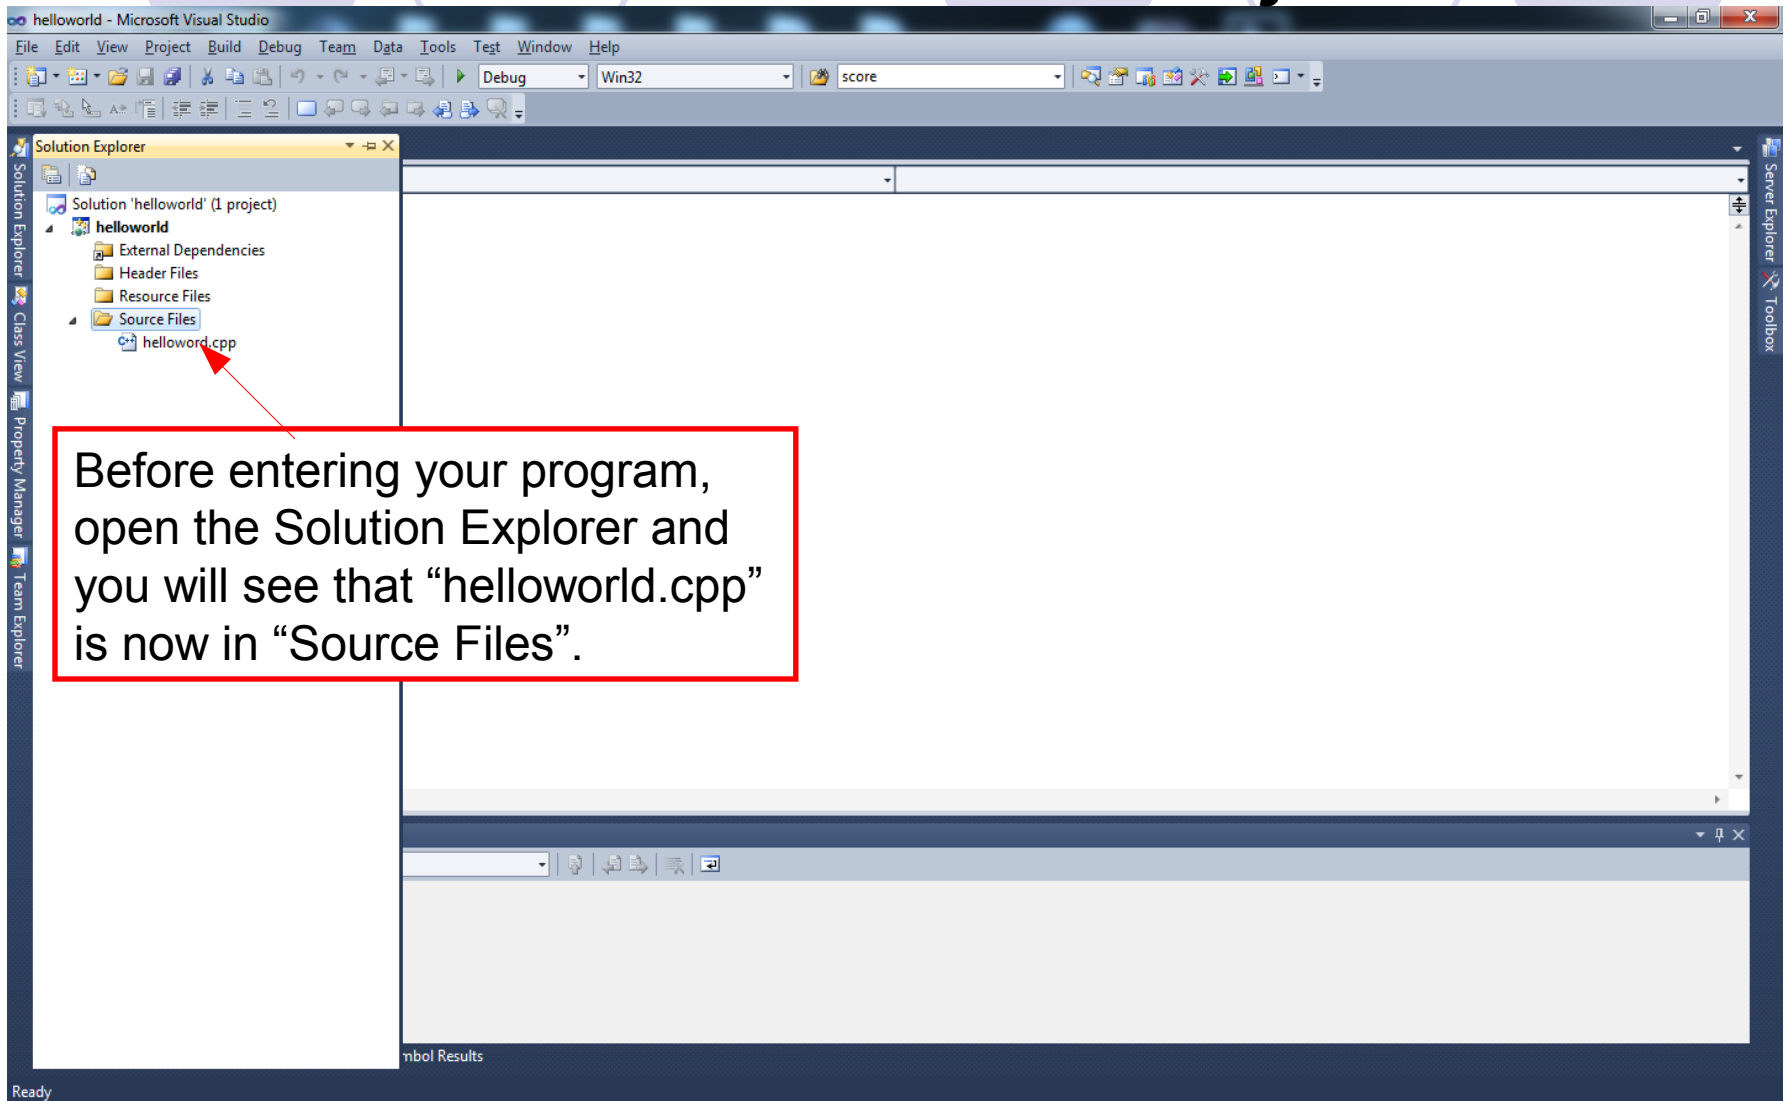 helloworld - Microsoft Visual Studio
File Edit View Project Build Debug Team Data Tools Test Window Help
Debug Win32 score
Solution Explorer
Solution 'helloworld' (1 project)
helloworld
External Dependencies
Header Files
Resource Files
Source Files
helloword.cpp
Before entering your program,
open the Solution Explorer and
you will see that “helloworld.cpp”
is now in “Source Files”.
Solution Explorer
Class View
Property Manager
Team Explorer
Server Explorer
Toolbox
mbol Results
Ready